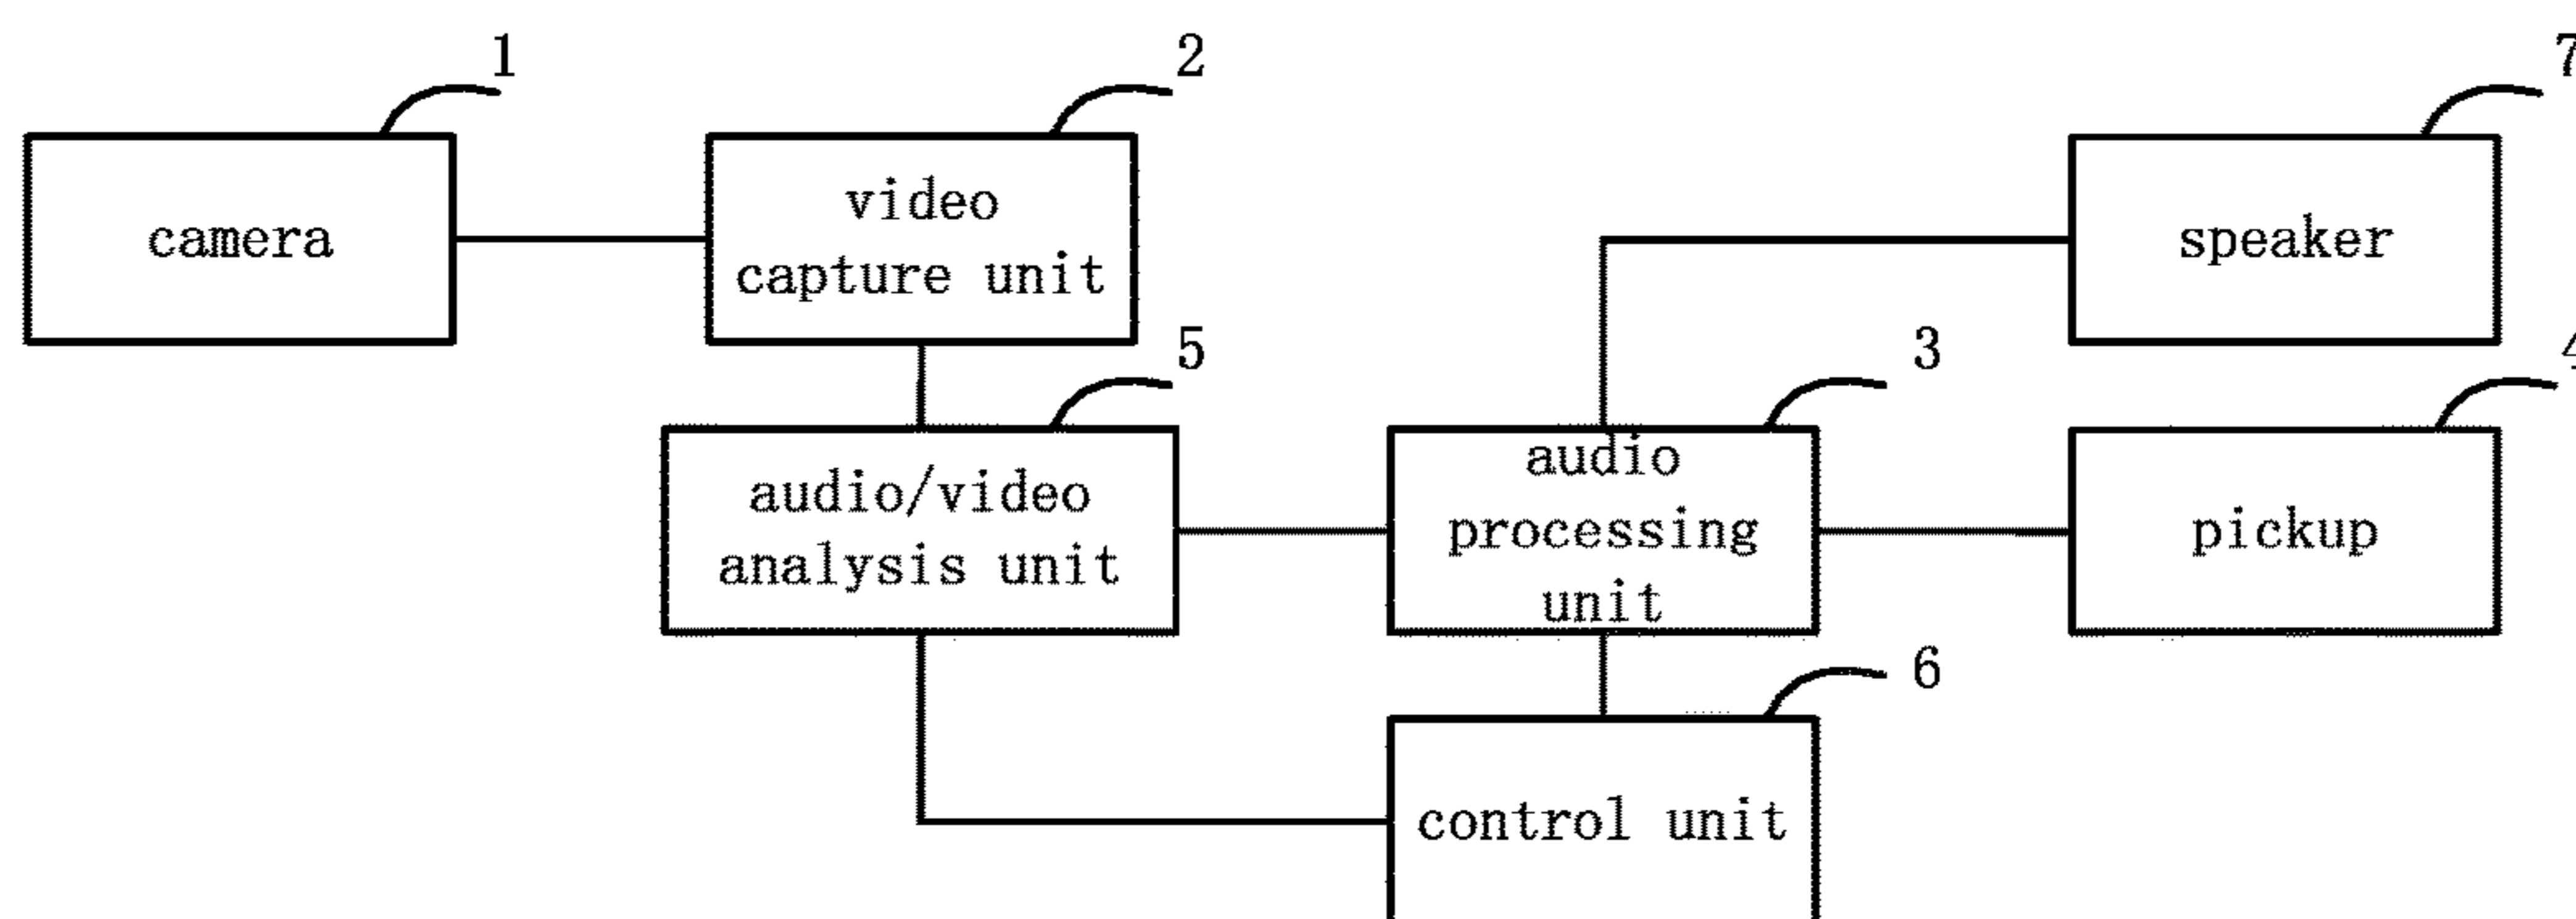 1
2
7
camera
video
capture unit
speaker
5
3
4
audio/video
analysis unit
audio
processing
unit
pickup
6
control unit